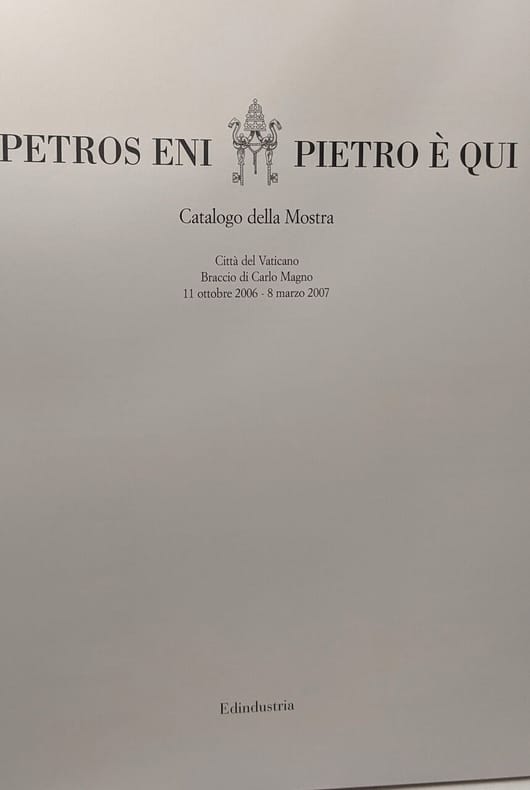 PETROS ENI PIETRO È QUI
Catalogo della Mostra
Città del Vaticano
Braccio di Carlo Magno
11 ottobre 2006 - 8 marzo 2007
Edindustria